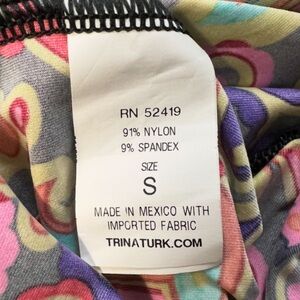 RN 52419
91% NYLON
9% SPANDEX
SIZE
S
MADE IN MEXICO WITH
IMPORTED FABRIC
TRINATURK.COM